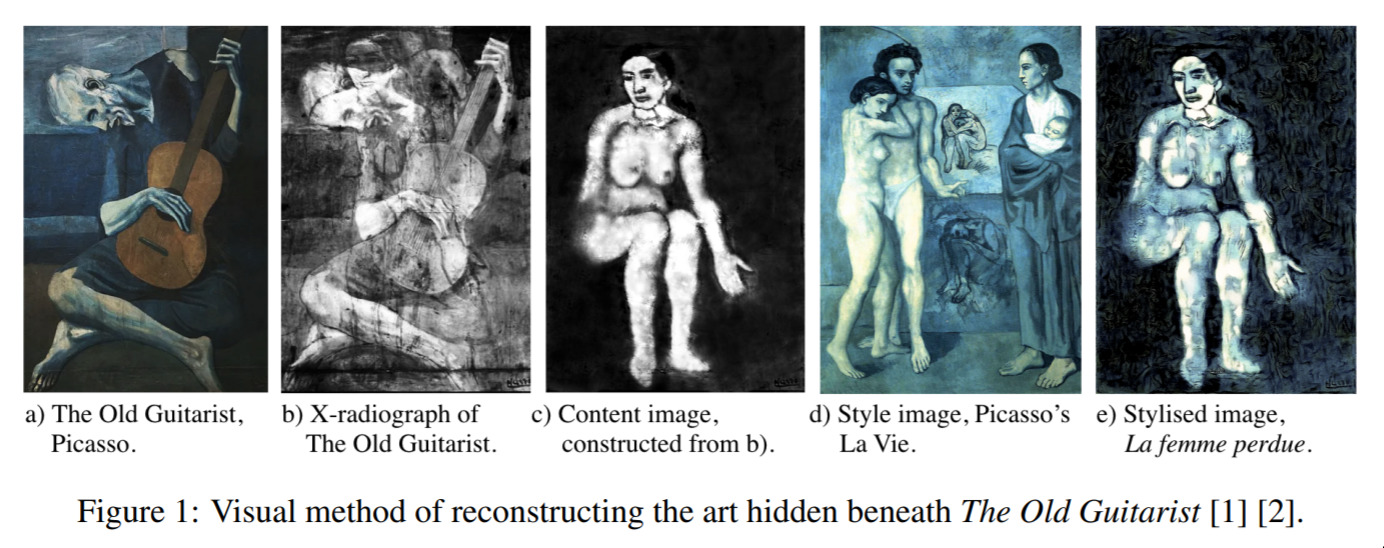 a) The Old Guitarist,
Picasso.
b) X-radiograph of
The Old Guitarist.
c) Content image,
constructed from b).
d) Style image, Picasso’s
La Vie.
e) Stylised image,
La femme perdue.
Figure 1: Visual method of reconstructing the art hidden beneath The Old Guitarist [1] [2].